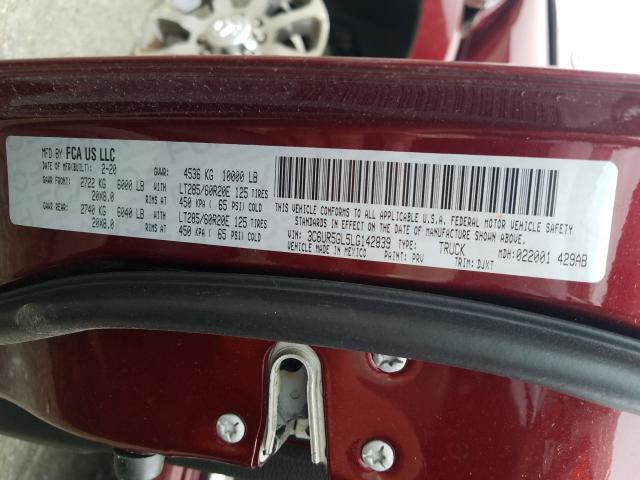 MFD BY FCA US LLC
DATE OF MFR(BUILT): 2-20 GVWR: 4536 KG 10000 LB
GAWR FRONT: 2722 KG 6000 LB WITH LT285/60R20E 125 TIRES
20X8.0 RIMS AT 450 KPA ( 65 PSI) COLD
GAWR REAR: 2740 KG 6040 LB WITH LT285/60R20E 125 TIRES
20X8.0 RIMS AT 450 KPA ( 65 PSI) COLD
THIS VEHICLE CONFORMS TO ALL APPLICABLE U.S.A. FEDERAL MOTOR VEHICLE SAFETY
STANDARDS IN EFFECT ON THE DATE OF MANUFACTURE SHOWN ABOVE.
VIN: 3C6UR5GL5LG142839 TYPE: TRUCK MDH:022001 429AB
VEHICLE MADE IN MEXICO PAINT: PRV TRIM: DJXT